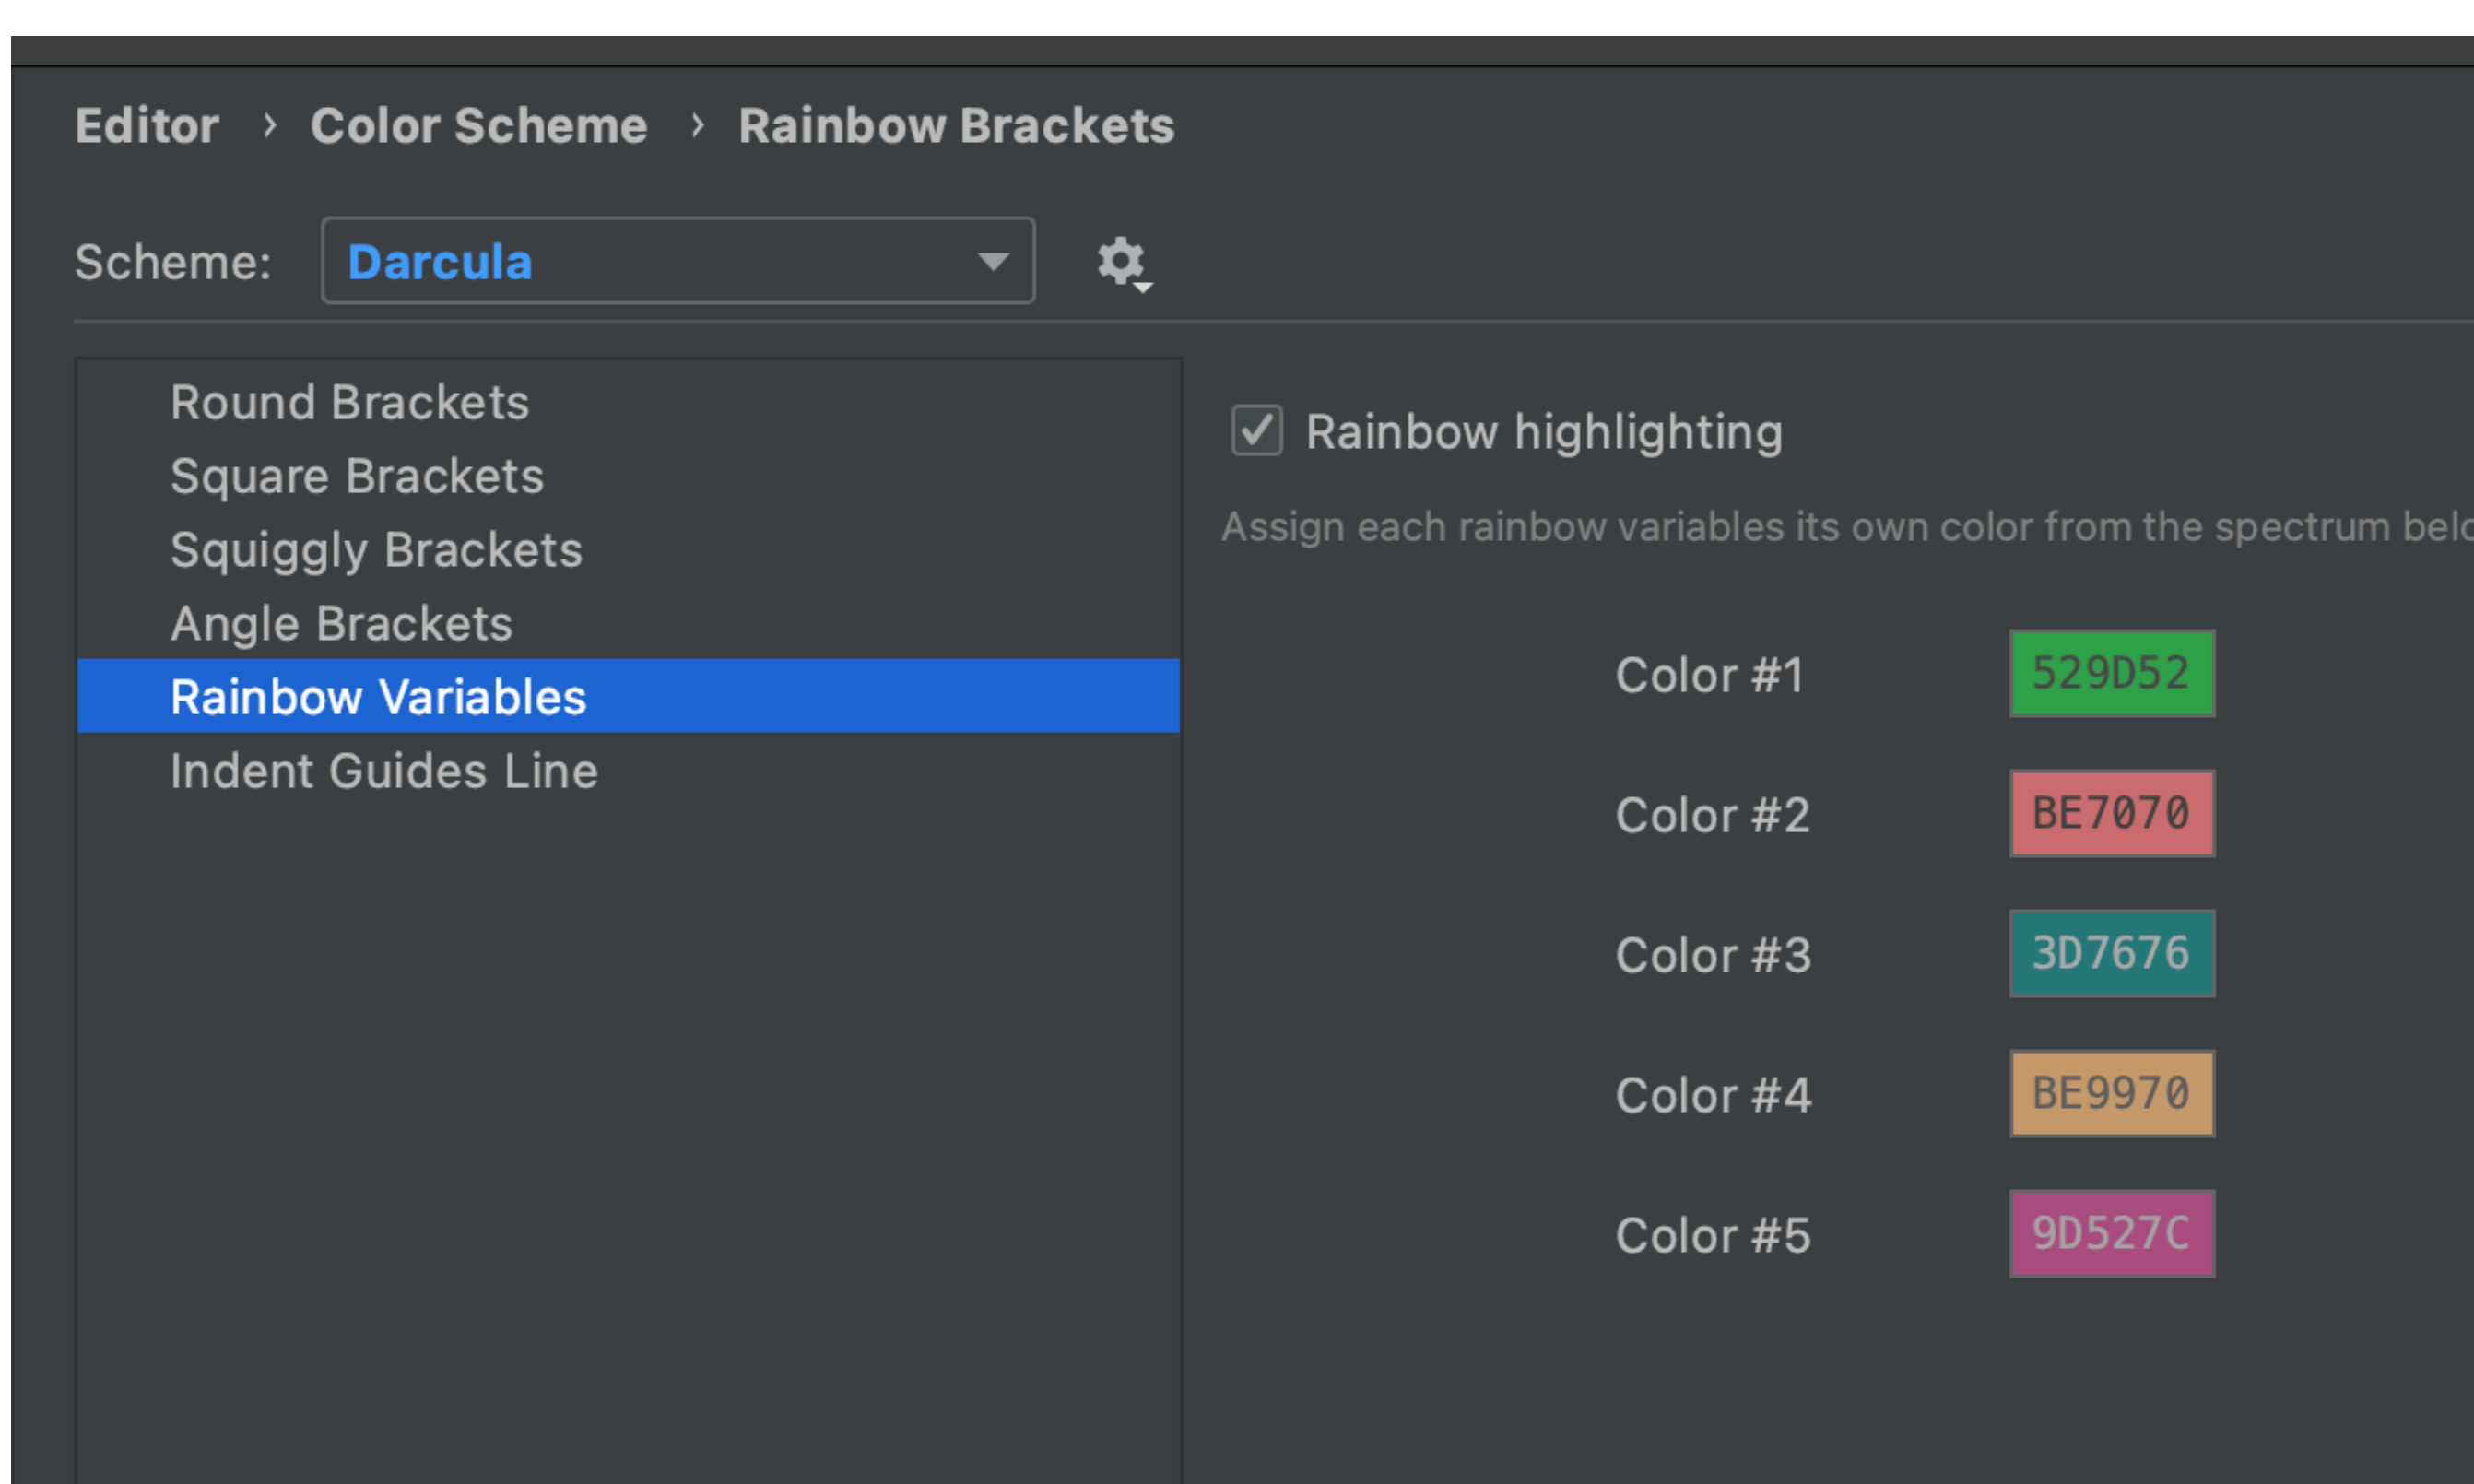 Editor › Color Scheme › Rainbow Brackets
Scheme: Darcula
Round Brackets
Square Brackets
Squiggly Brackets
Angle Brackets
Rainbow Variables
Indent Guides Line
Rainbow highlighting
Assign each rainbow variables its own color from the spectrum
Color #1 529D52
Color #2 BE7070
Color #3 3D7676
Color #4 BE9970
Color #5 9D527C